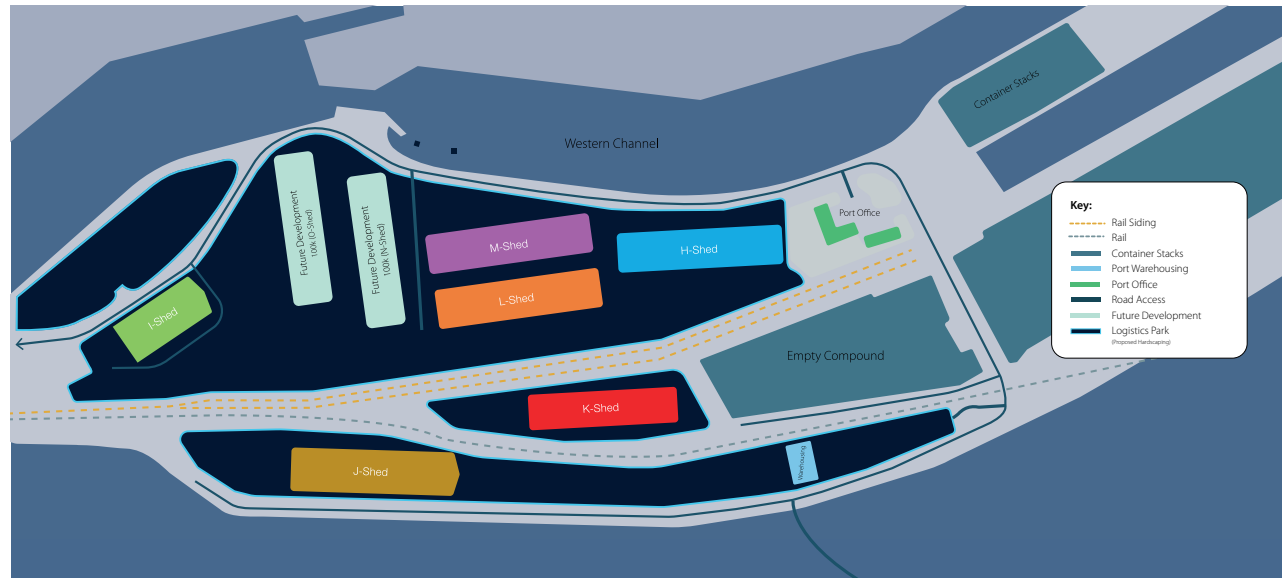 Container Stacks
Western Channel
Port Office
Future Development
100k (O-Shed)
Future Development
100k (N-Shed)
M-Shed
H-Shed
L-Shed
I-Shed
Empty Compound
K-Shed
J-Shed
Warehousing
Key:
Rail Siding
Rail
Container Stacks
Port Warehousing
Port Office
Road Access
Future Development
Logistics Park
(Proposed Hardscaping)